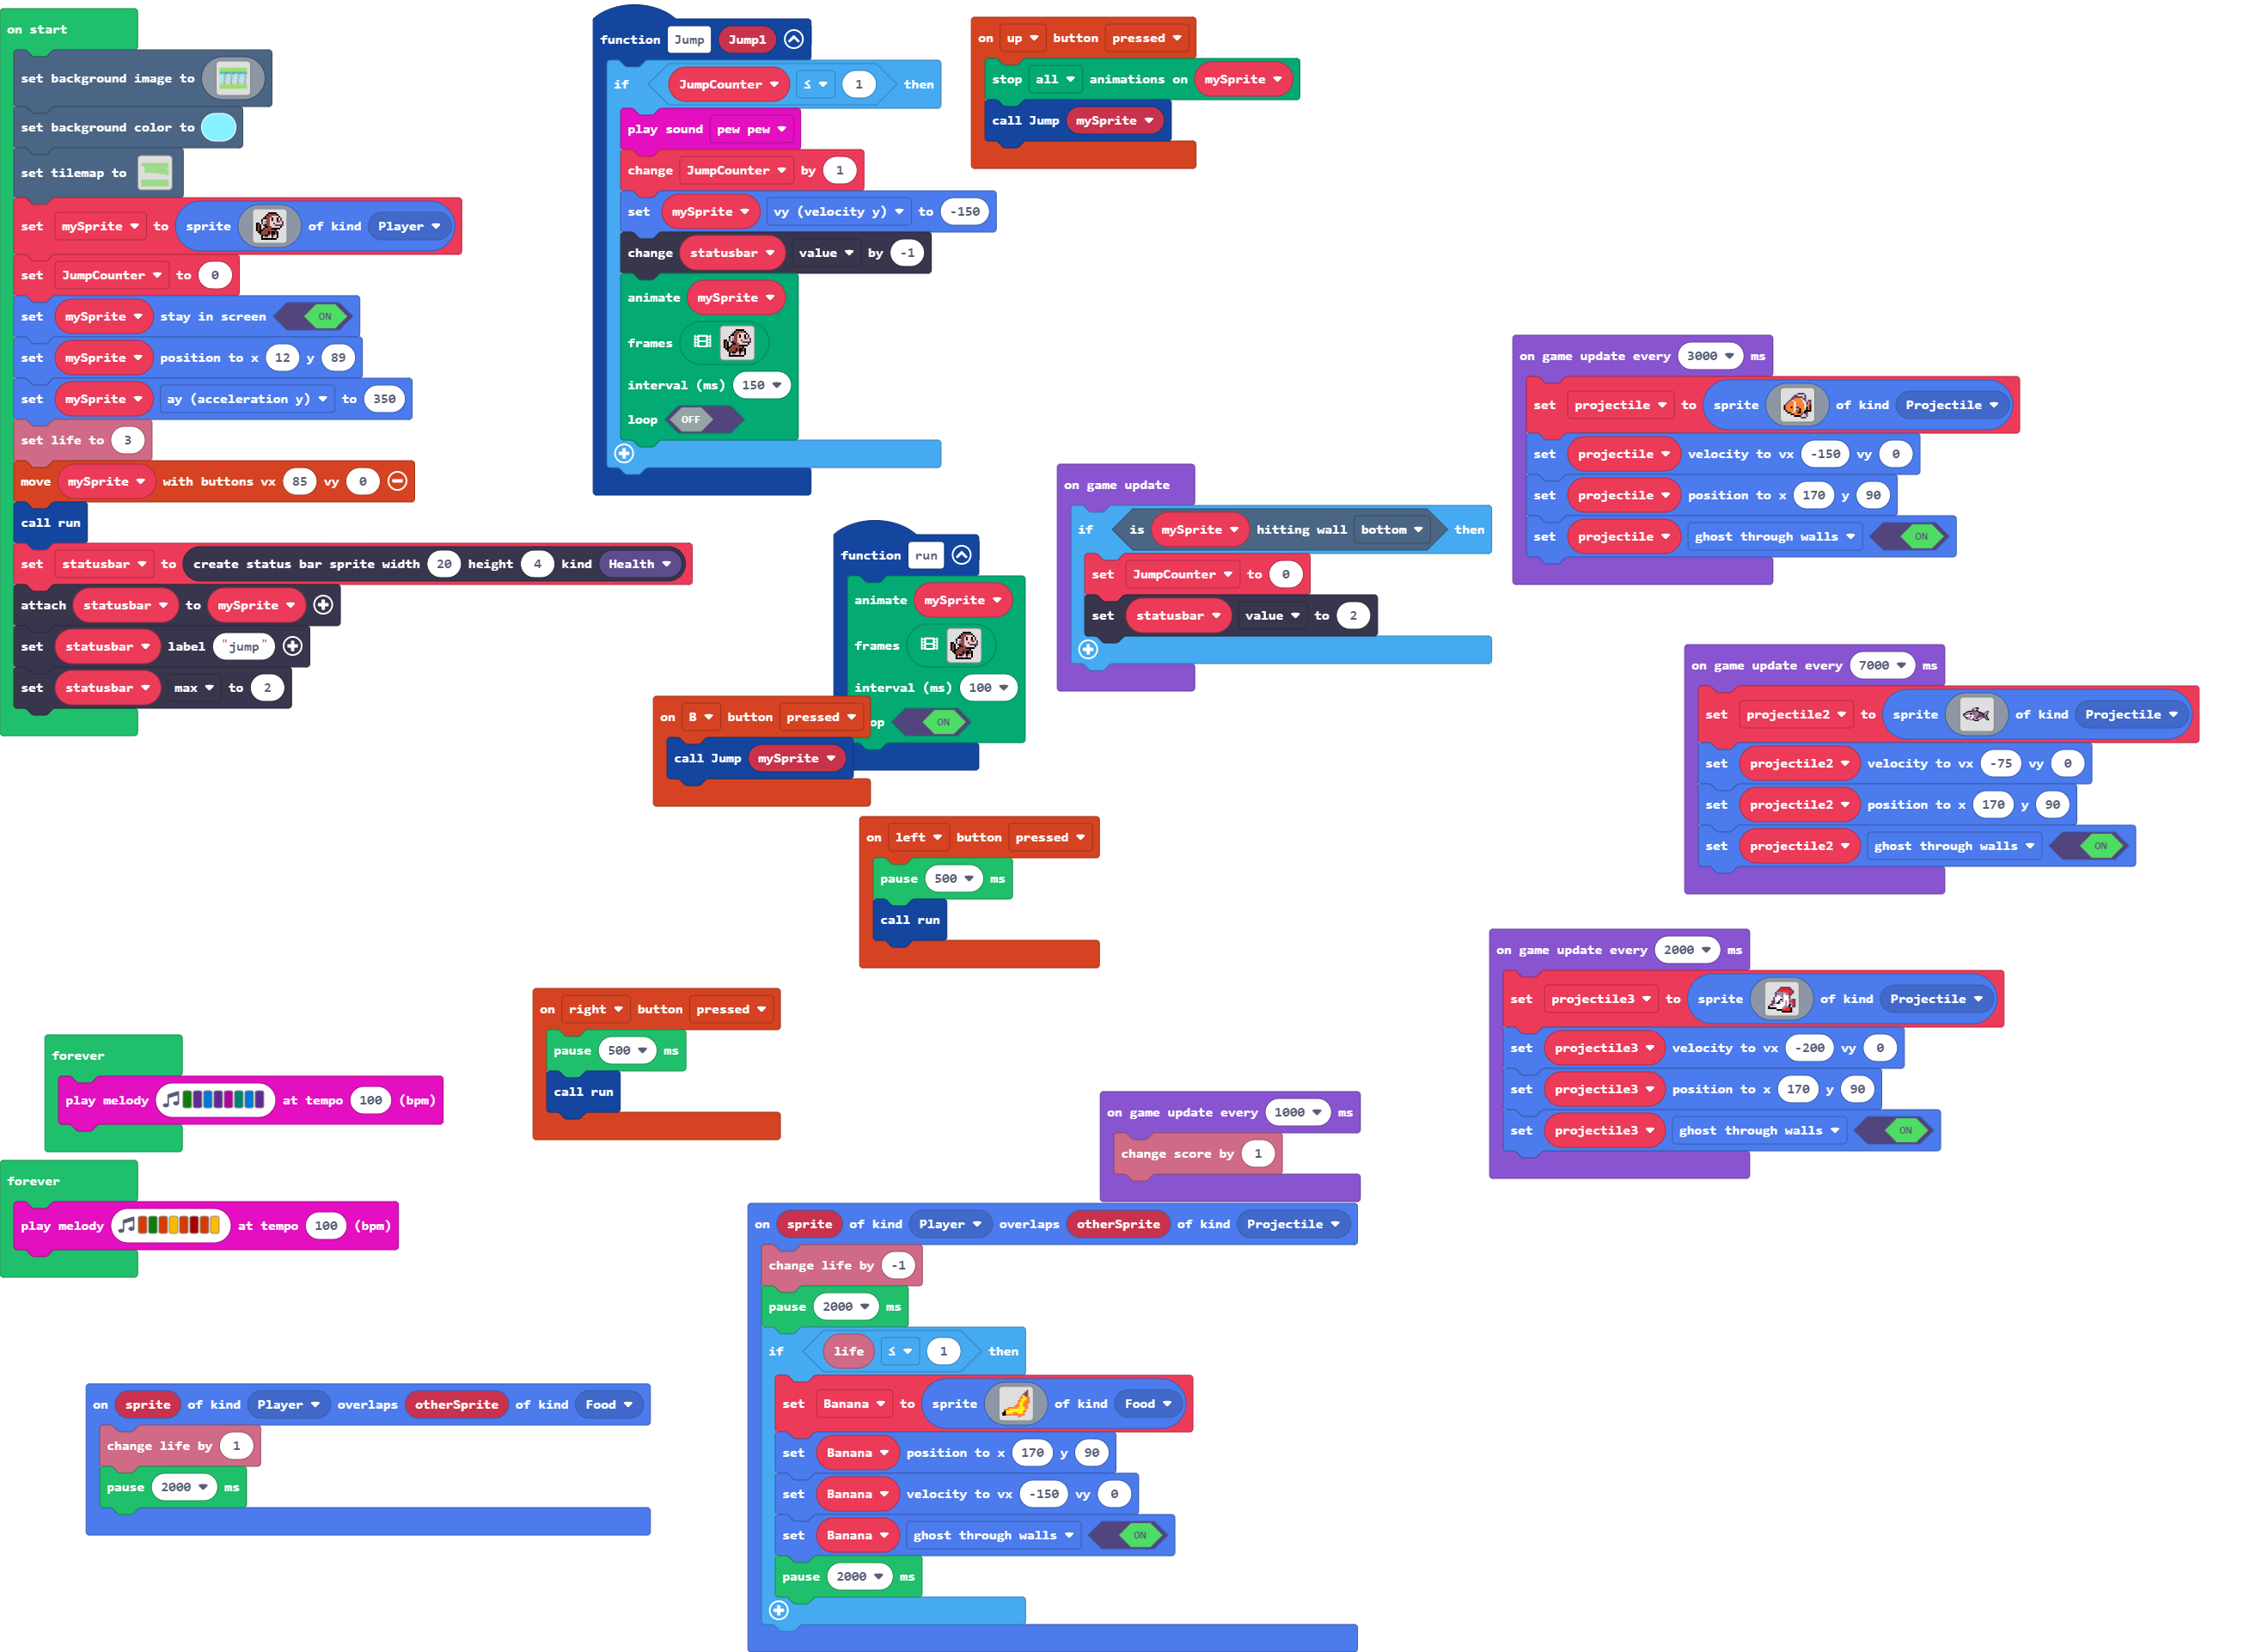 on start
set background image to
set background color to
set tilemap to
set mySprite to sprite of kind Player
set JumpCounter to 0
set mySprite stay in screen ON
set mySprite position to x 12 y 89
set mySprite ay (acceleration y) to 350
set life to 3
move mySprite with buttons vx 85 vy 0
call run
set statusbar to create status bar sprite width 20 height 4 kind Health
attach statusbar to mySprite
set statusbar label "jump"
set statusbar max to 2
function Jump Jump1
if JumpCounter ≤ 1 then
play sound pew pew
change JumpCounter by 1
set mySprite vy (velocity y) to -150
change statusbar value by -1
animate mySprite
frames
interval (ms) 150
loop OFF
on up button pressed
stop all animations on mySprite
call Jump mySprite
function run
animate mySprite
frames
interval (ms) 100
op ON
on B button pressed
call Jump mySprite
on game update
if is mySprite hitting wall bottom then
set JumpCounter to 0
set statusbar value to 2
on game update every 3000 ms
set projectile to sprite of kind Projectile
set projectile velocity to vx -150 vy 0
set projectile position to x 170 y 90
set projectile ghost through walls ON
on game update every 7000 ms
set projectile2 to sprite of kind Projectile
set projectile2 velocity to vx -75 vy 0
set projectile2 position to x 170 y 90
set projectile2 ghost through walls ON
on left button pressed
pause 500 ms
call run
on right button pressed
pause 500 ms
call run
on game update every 2000 ms
set projectile3 to sprite of kind Projectile
set projectile3 velocity to vx -200 vy 0
set projectile3 position to x 170 y 90
set projectile3 ghost through walls ON
forever
play melody at tempo 100 (bpm)
forever
play melody at tempo 100 (bpm)
on game update every 1000 ms
change score by 1
on sprite of kind Player overlaps otherSprite of kind Projectile
change life by -1
pause 2000 ms
if life ≤ 1 then
set Banana to sprite of kind Food
set Banana position to x 170 y 90
set Banana velocity to vx -150 vy 0
set Banana ghost through walls ON
pause 2000 ms
on sprite of kind Player overlaps otherSprite of kind Food
change life by 1
pause 2000 ms